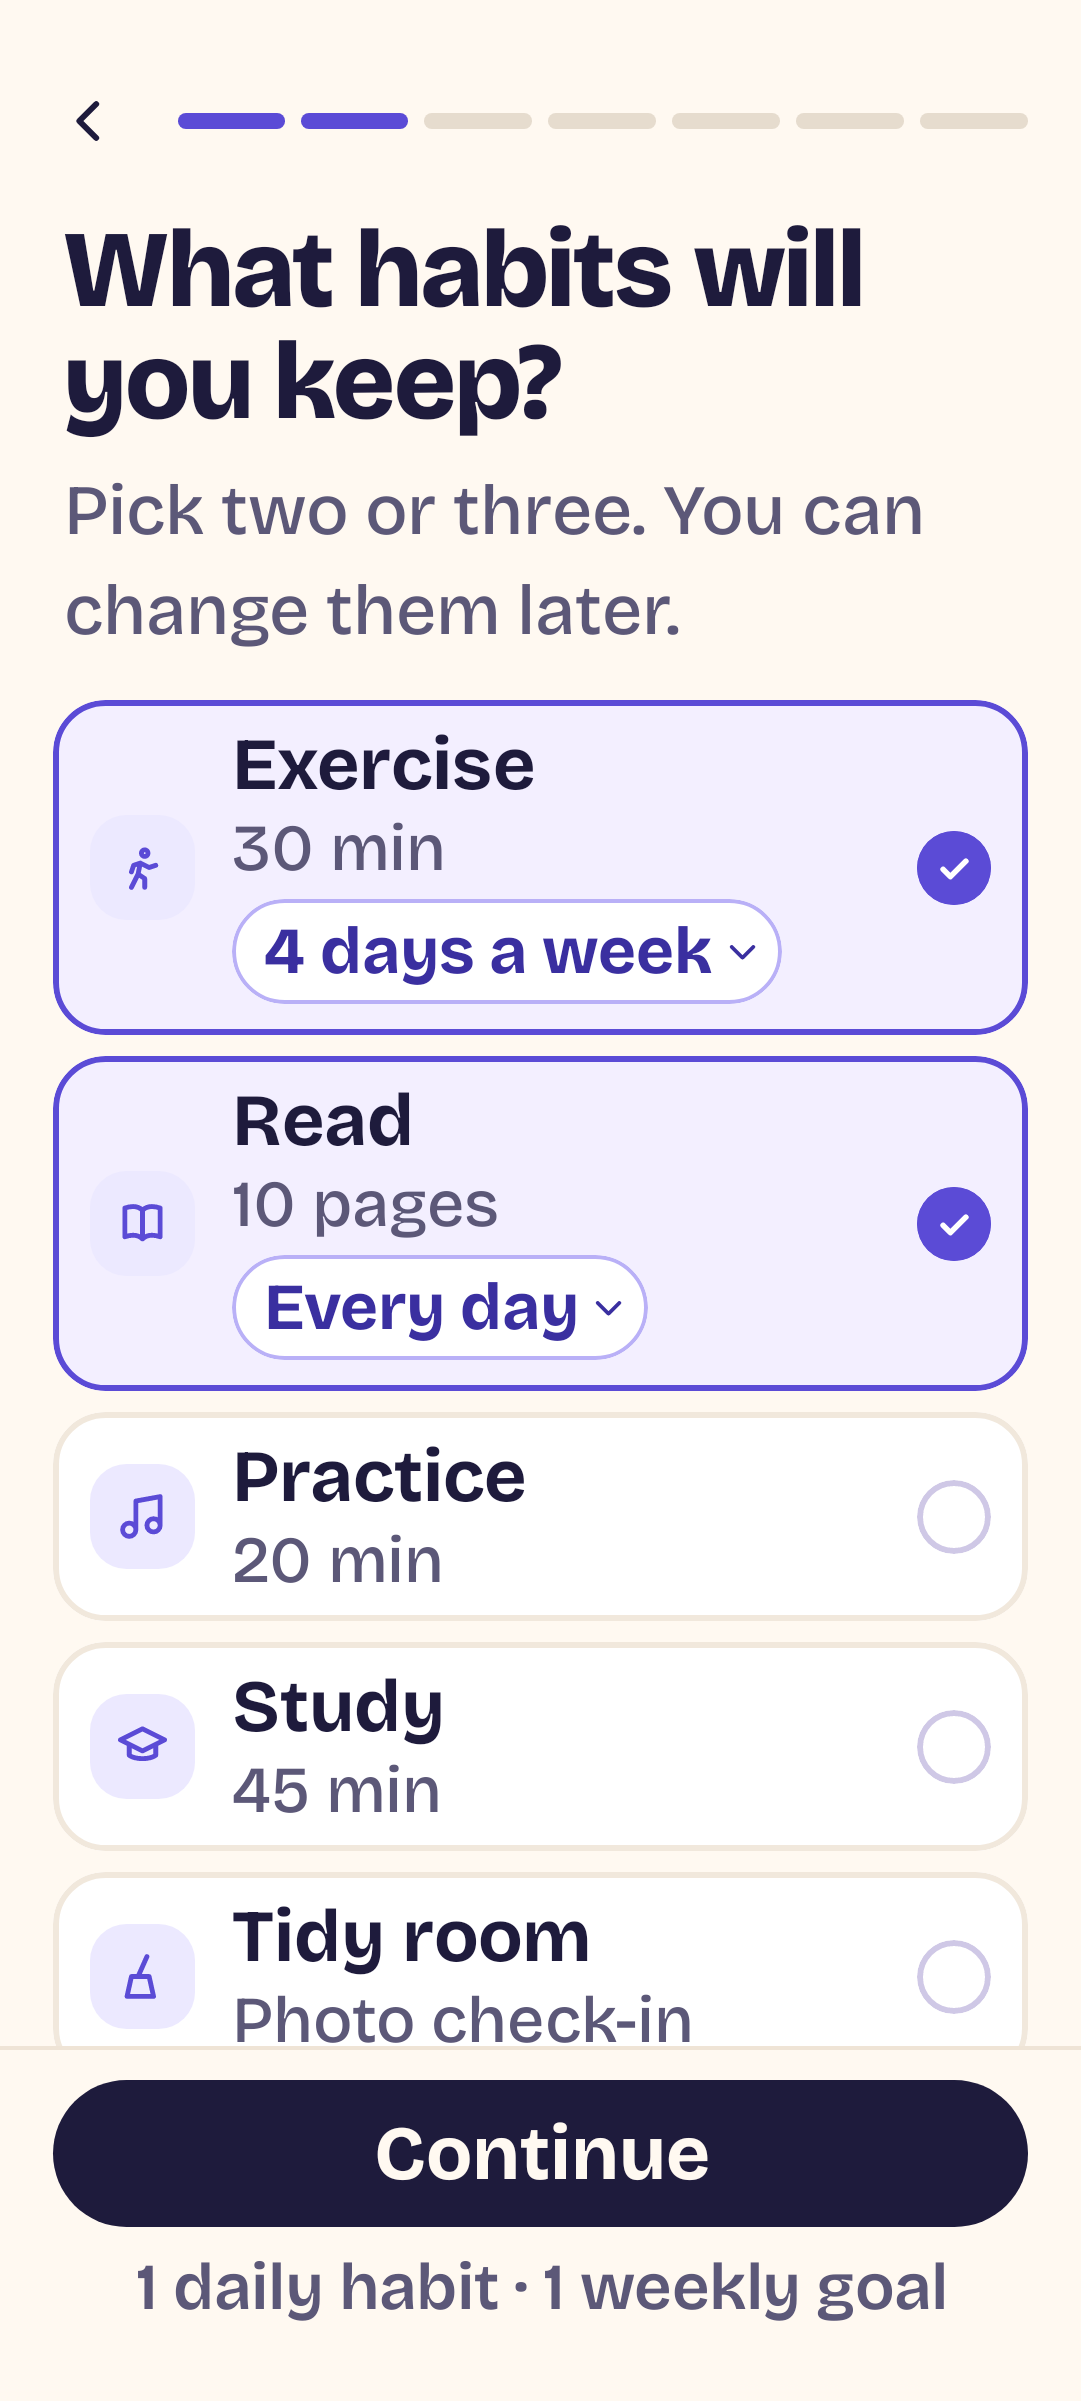 What habits will
you keep?
Pick two or three. You can
change them later.
Exercise
30 min
4 days a week
Read
10 pages
Every day
Practice
20 min
Study
45 min
Tidy room
Photo check-in
Continue
1 daily habit · 1 weekly goal